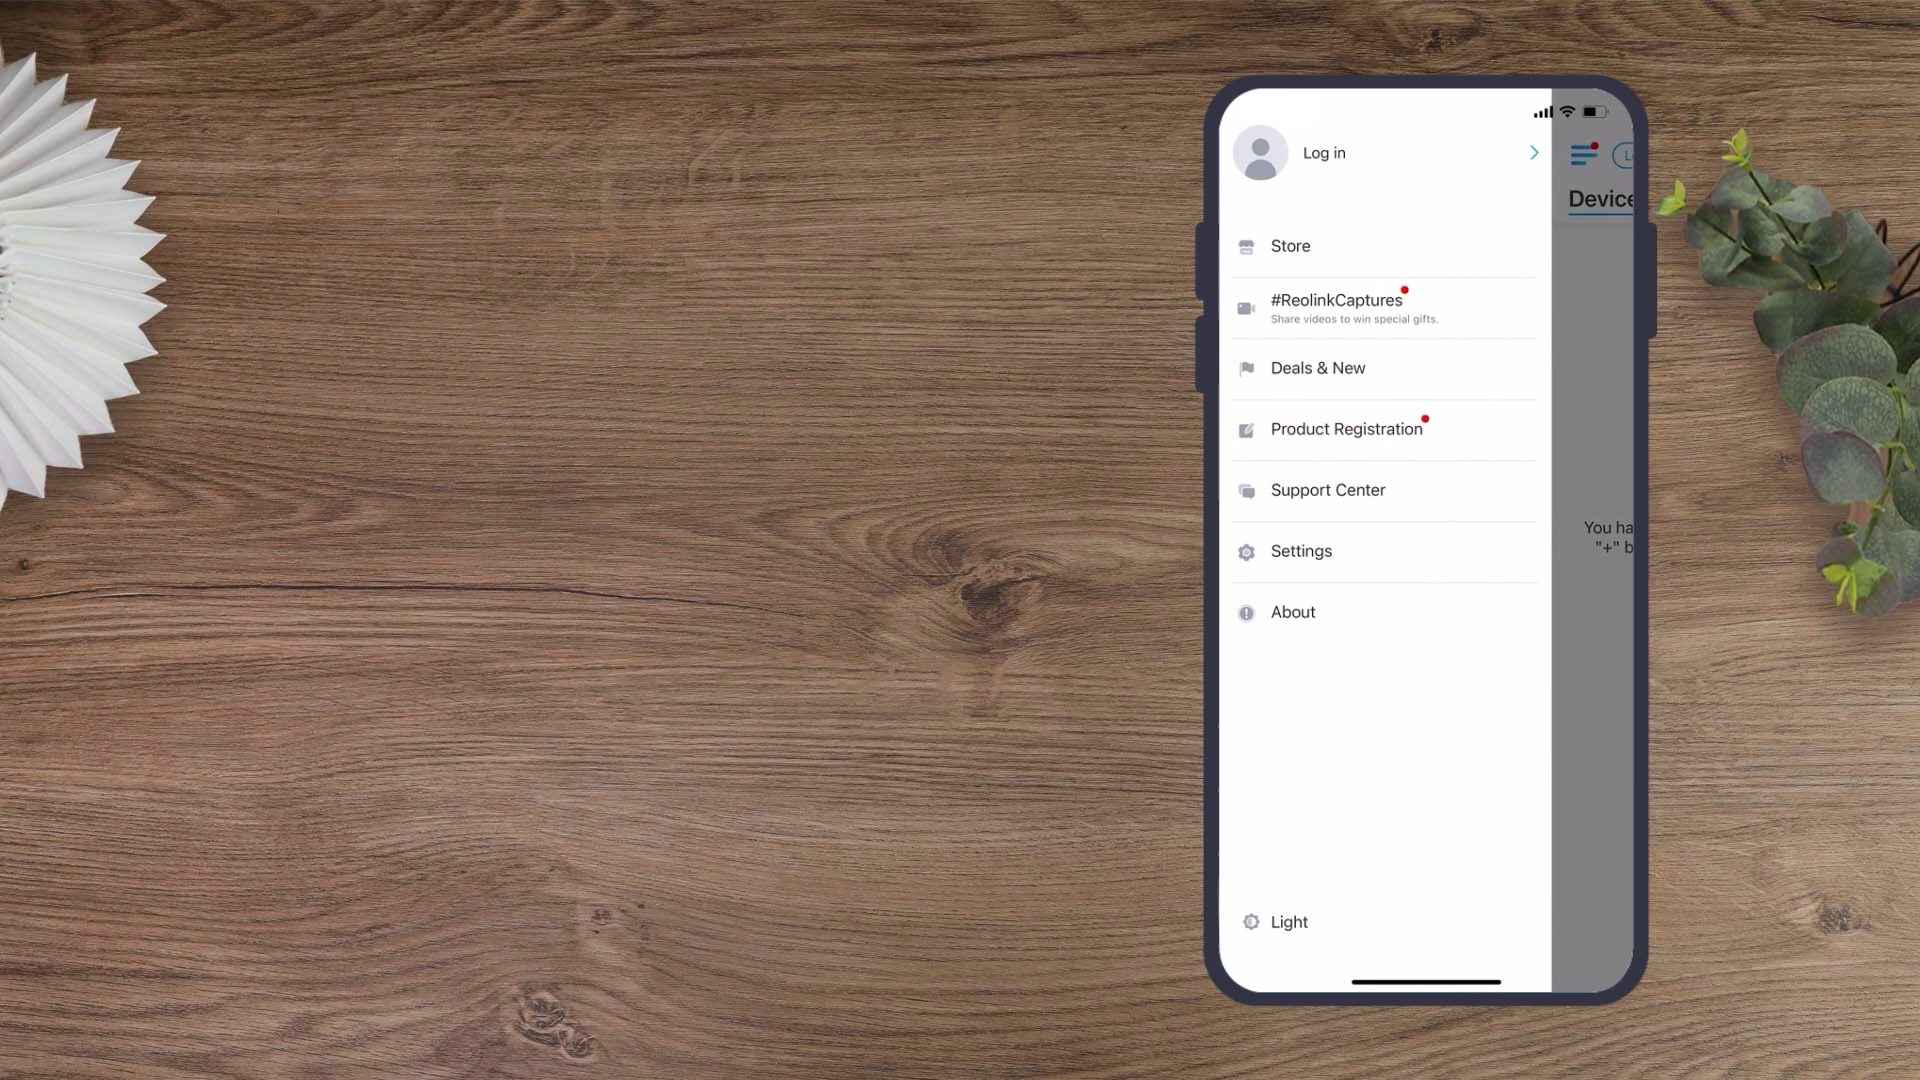 Log in
Device
Store
#ReolinkCaptures
Share videos to win special gifts.
Deals & New
Product Registration
Support Center
Settings
You ha
"+" b
About
Light